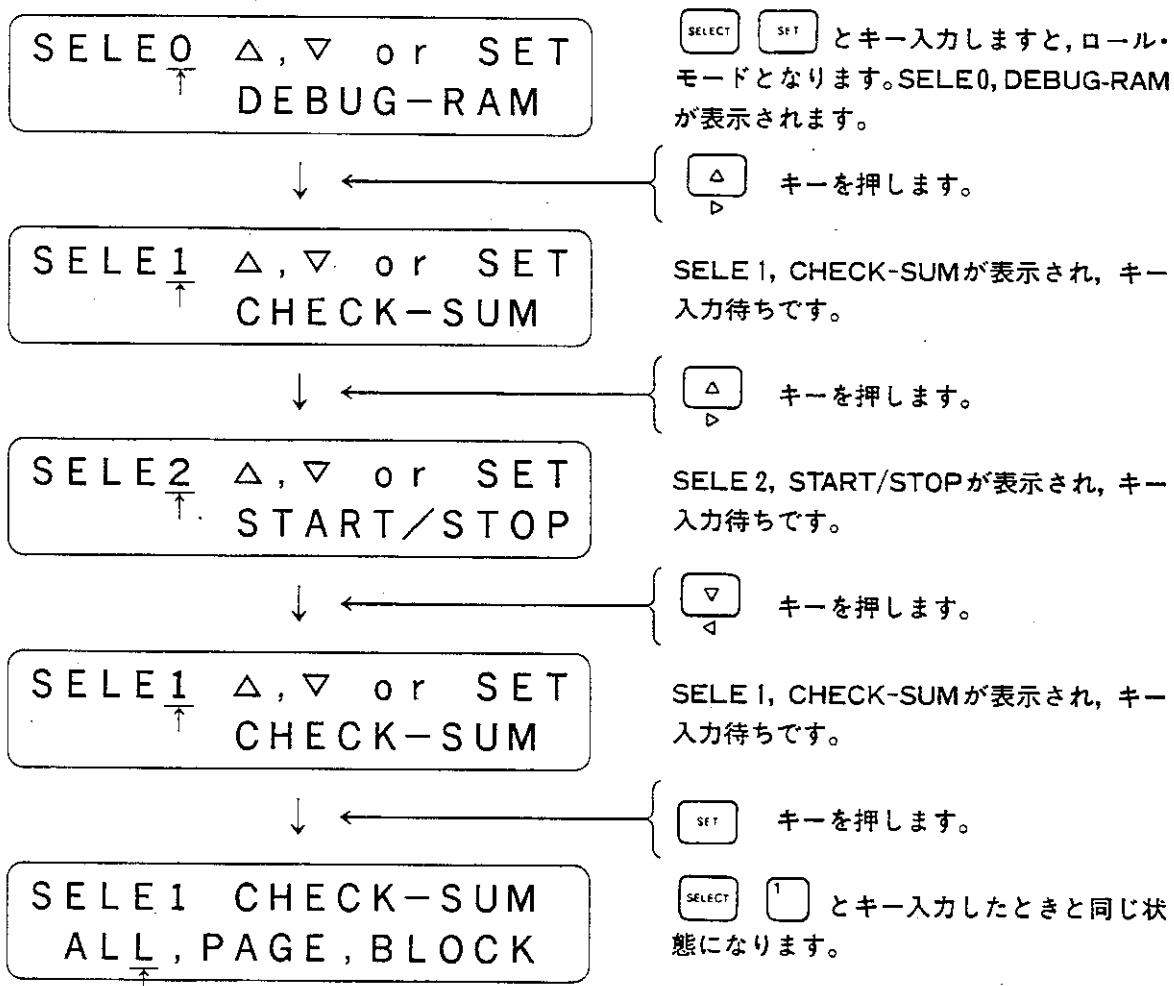 SELE0 △,▽ or SET
DEBUG-RAM
SELECT SET とキー入力しますと,ロール・
モードとなります。SELE0, DEBUG-RAM
が表示されます。
↓ ←
△ キーを押します。
▷
SELE1 △,▽ or SET
CHECK-SUM
SELE1, CHECK-SUMが表示され, キー
入力待ちです。
↓ ←
△ キーを押します。
▷
SELE2 △,▽ or SET
START/STOP
SELE2, START/STOPが表示され, キー
入力待ちです。
↓ ←
▽ キーを押します。
◁
SELE1 △,▽ or SET
CHECK-SUM
SELE1, CHECK-SUMが表示され, キー
入力待ちです。
↓ ←
SET キーを押します。
SELE1 CHECK-SUM
ALL,PAGE,BLOCK
SELECT 1 とキー入力したときと同じ状
態になります。